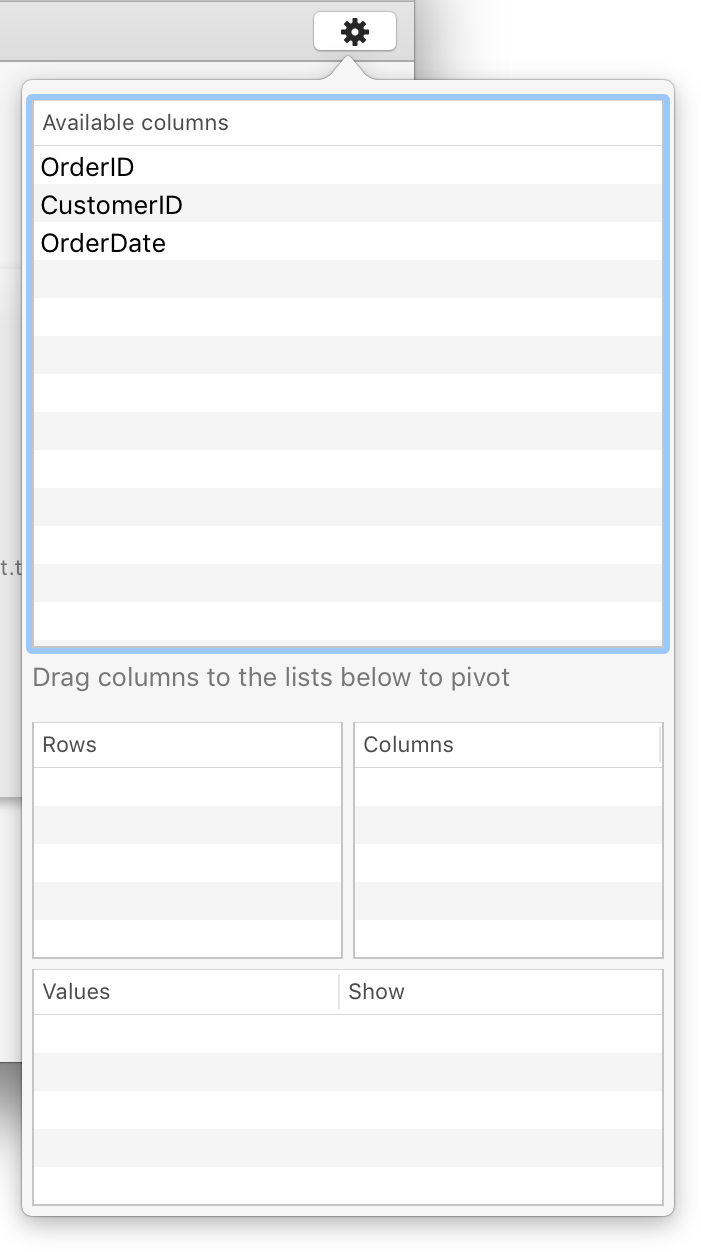 Available columns
OrderID
CustomerID
OrderDate
t.t
Drag columns to the lists below to pivot
Rows
Columns
Values
Show